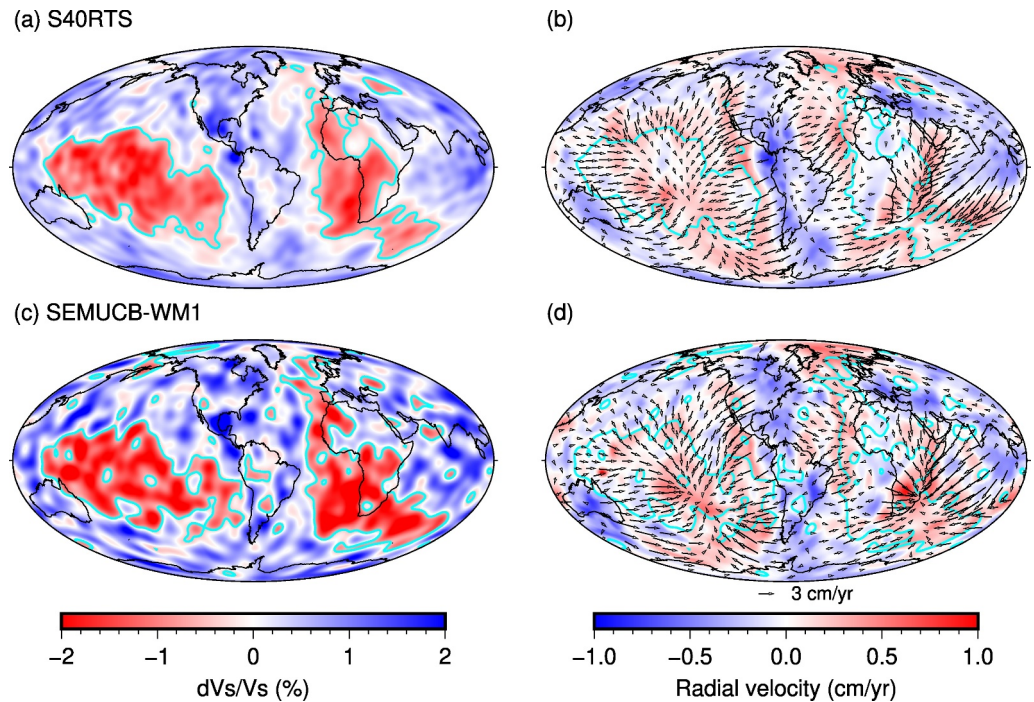 (a) S40RTS
(b)
(c) SEMUCB-WM1
(d)
3 cm/yr
−2 −1 0 1 2
dVs/Vs (%)
−1.0 −0.5 0.0 0.5 1.0
Radial velocity (cm/yr)